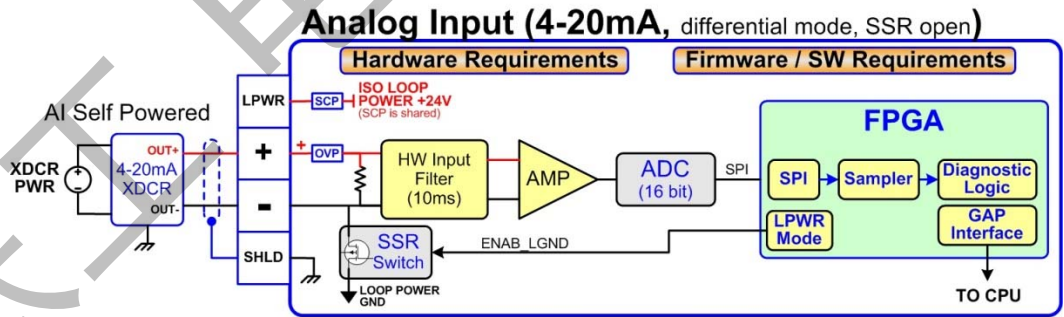 Analog Input (4-20mA, differential mode, SSR open)
Hardware Requirements
Firmware / SW Requirements
AI Self Powered
XDCR
PWR
OUT+
4-20mA
XDCR
OUT-
LPWR
+
-
SHLD
SCP
ISO LOOP
POWER +24V
(SCP is shared)
+
OVP
HW Input
Filter
(10ms)
AMP
ADC
(16 bit)
SPI
SSR
Switch
ENAB_LGND
LOOP POWER
GND
FPGA
SPI
Sampler
Diagnostic
Logic
LPWR
Mode
GAP
Interface
TO CPU